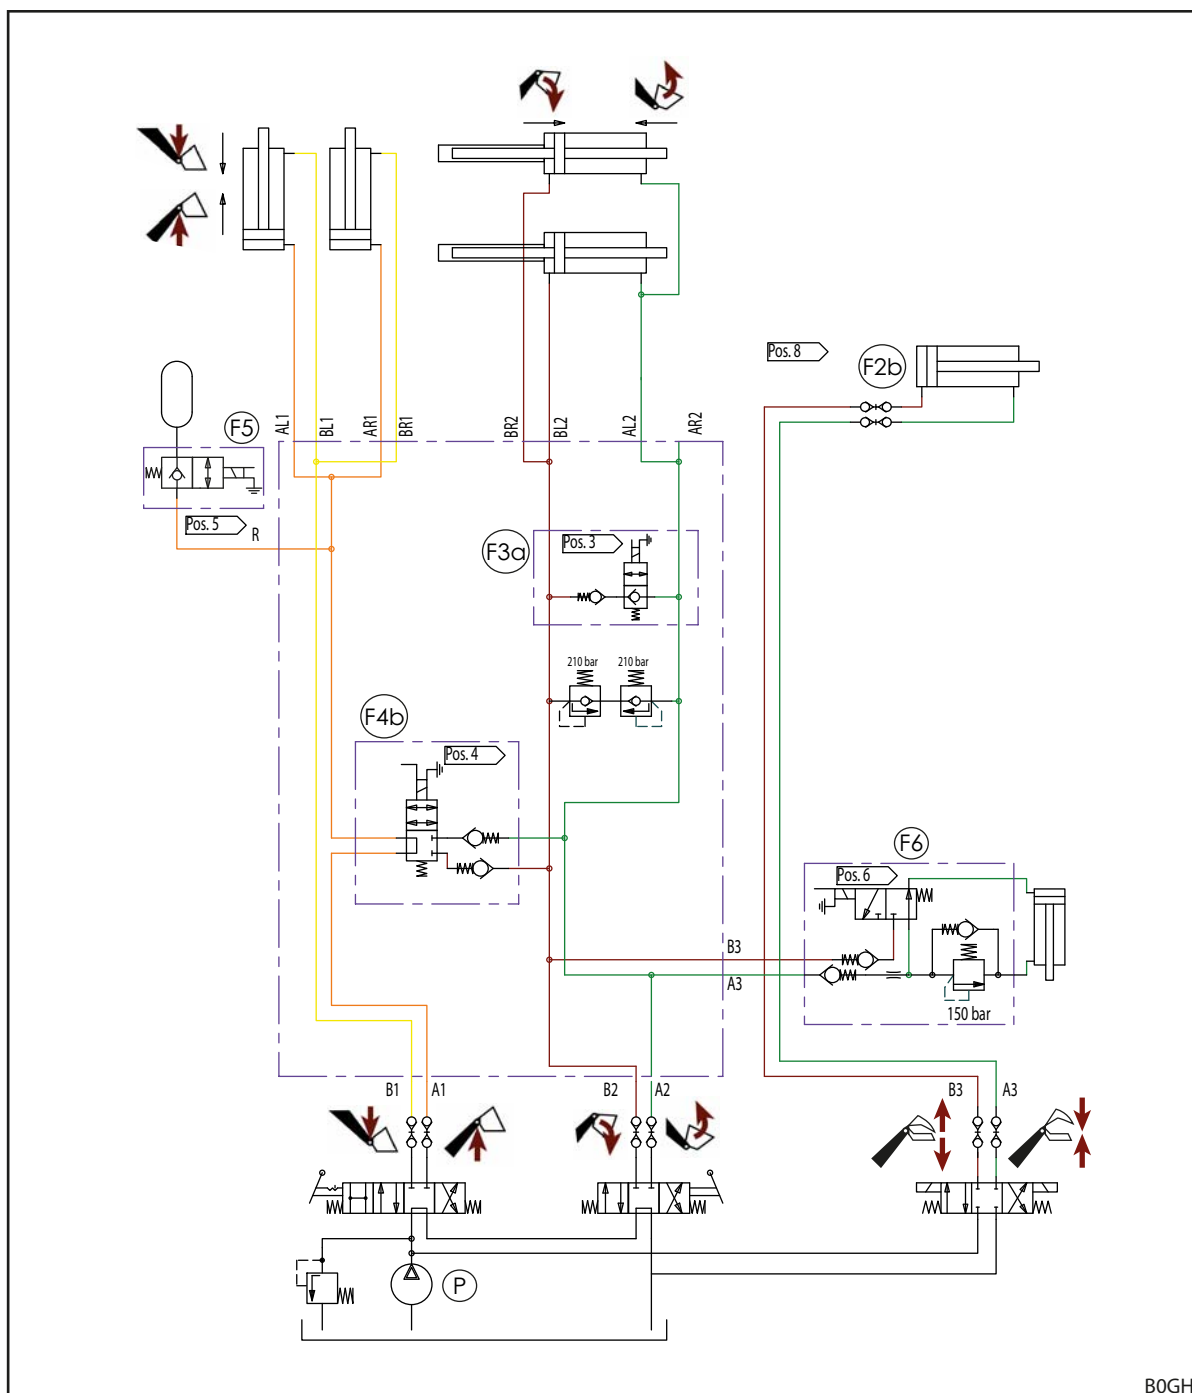 Pos. 8
F2b
F5
AL1
BL1
AR1
BR1
BR2
BL2
AL2
AR2
Pos. 5
R
F3a
Pos. 3
210 bar
210 bar
F4b
Pos. 4
F6
Pos. 6
B3
A3
150 bar
B1
A1
B2
A2
B3
A3
P
B0GH